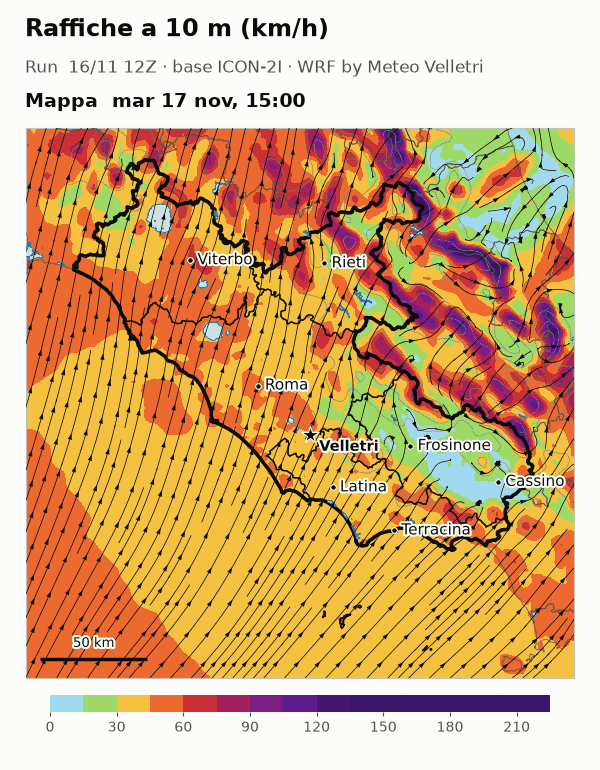 Raffiche a 10 m (km/h)
Run  16/11 12Z · base ICON-2I · WRF by Meteo Velletri
Mappa  mar 17 nov, 15:00
Viterbo
Rieti
Roma
Velletri
Frosinone
Cassino
Latina
Terracina
50 km
0 30 60 90 120 150 180 210